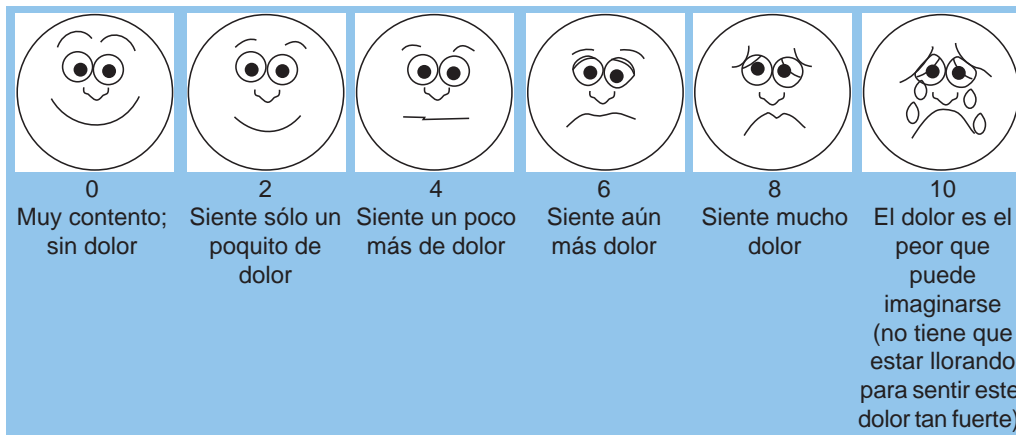 0
Muy contento;
sin dolor
2
Siente sólo un
poquito de
dolor
4
Siente un poco
más de dolor
6
Siente aún
más dolor
8
Siente mucho
dolor
10
El dolor es el
peor que
puede
imaginarse
(no tiene que
estar llorando
para sentir este
dolor tan fuerte)